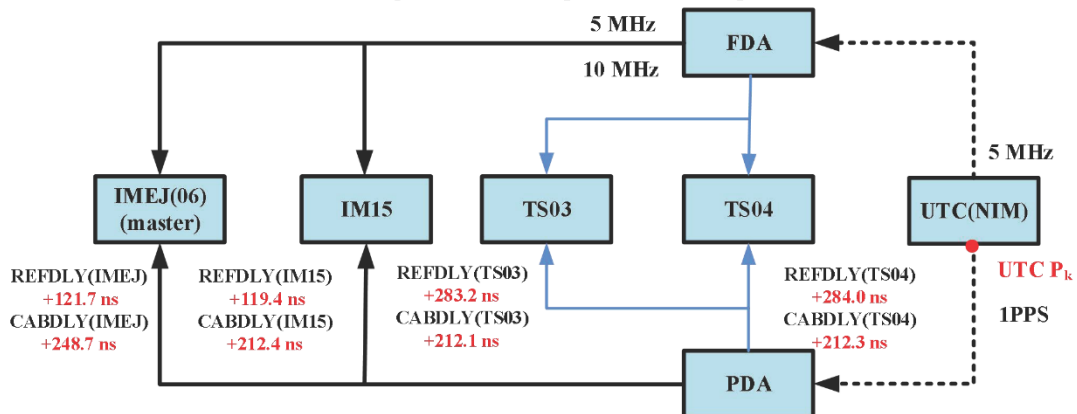 5 MHz
FDA
10 MHz
5 MHz
IMEJ(06)
(master)
IM15
TS03
TS04
UTC(NIM)
REFDLY(IMEJ)
+121.7 ns
CABDLY(IMEJ)
+248.7 ns
REFDLY(IM15)
+119.4 ns
CABDLY(IM15)
+212.4 ns
REFDLY(TS03)
+283.2 ns
CABDLY(TS03)
+212.1 ns
REFDLY(TS04)
+284.0 ns
CABDLY(TS04)
+212.3 ns
UTC Pk
1PPS
PDA